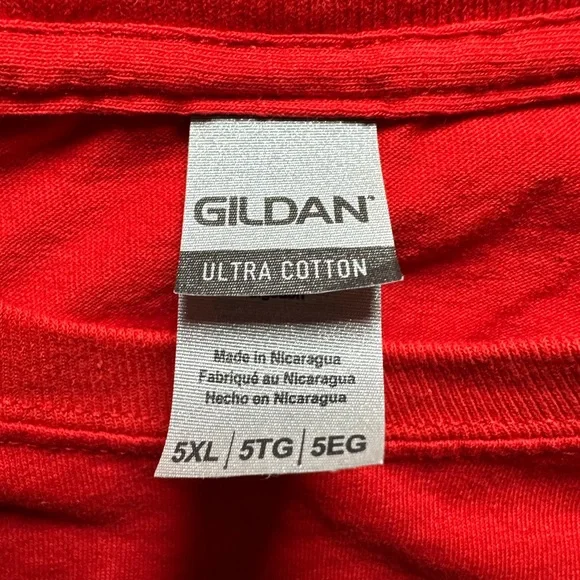 GILDAN
ULTRA COTTON
Made in Nicaragua
Fabriqué au Nicaragua
Hecho en Nicaragua
5XL/5TG/5EG